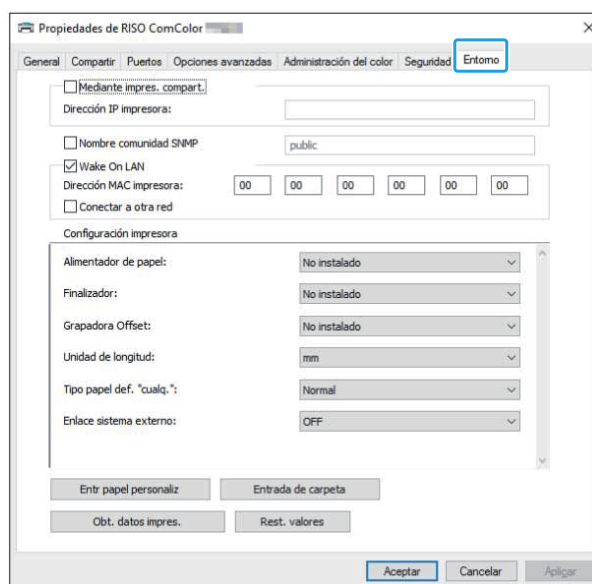 Propiedades de RISO ComColor
General Compartir Puertos Opciones avanzadas Administración del color Seguridad Entorno
Mediante impres. compart.
Dirección IP impresora:
Nombre comunidad SNMP public
Wake On LAN
Dirección MAC impresora: 00 00 00 00 00 00
Conectar a otra red
Configuración impresora
Alimentador de papel: No instalado
Finalizador: No instalado
Grapadora Offset: No instalado
Unidad de longitud: mm
Tipo papel def. "cualq.": Normal
Enlace sistema externo: OFF
Entr papel personaliz Entrada de carpeta
Obt. datos impres. Rest. valores
Aceptar Cancelar Aplicar